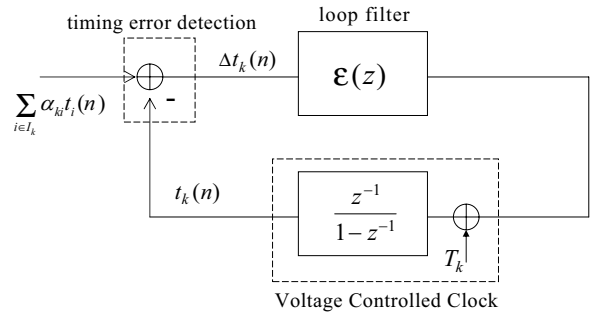 loop filter
timing error detection
Δt_k(n)
ε(z)
∑_{i∈I_k} α_{ki} t_i(n)
-
t_k(n)
z^{-1} / (1 - z^{-1})
T_k
Voltage Controlled Clock